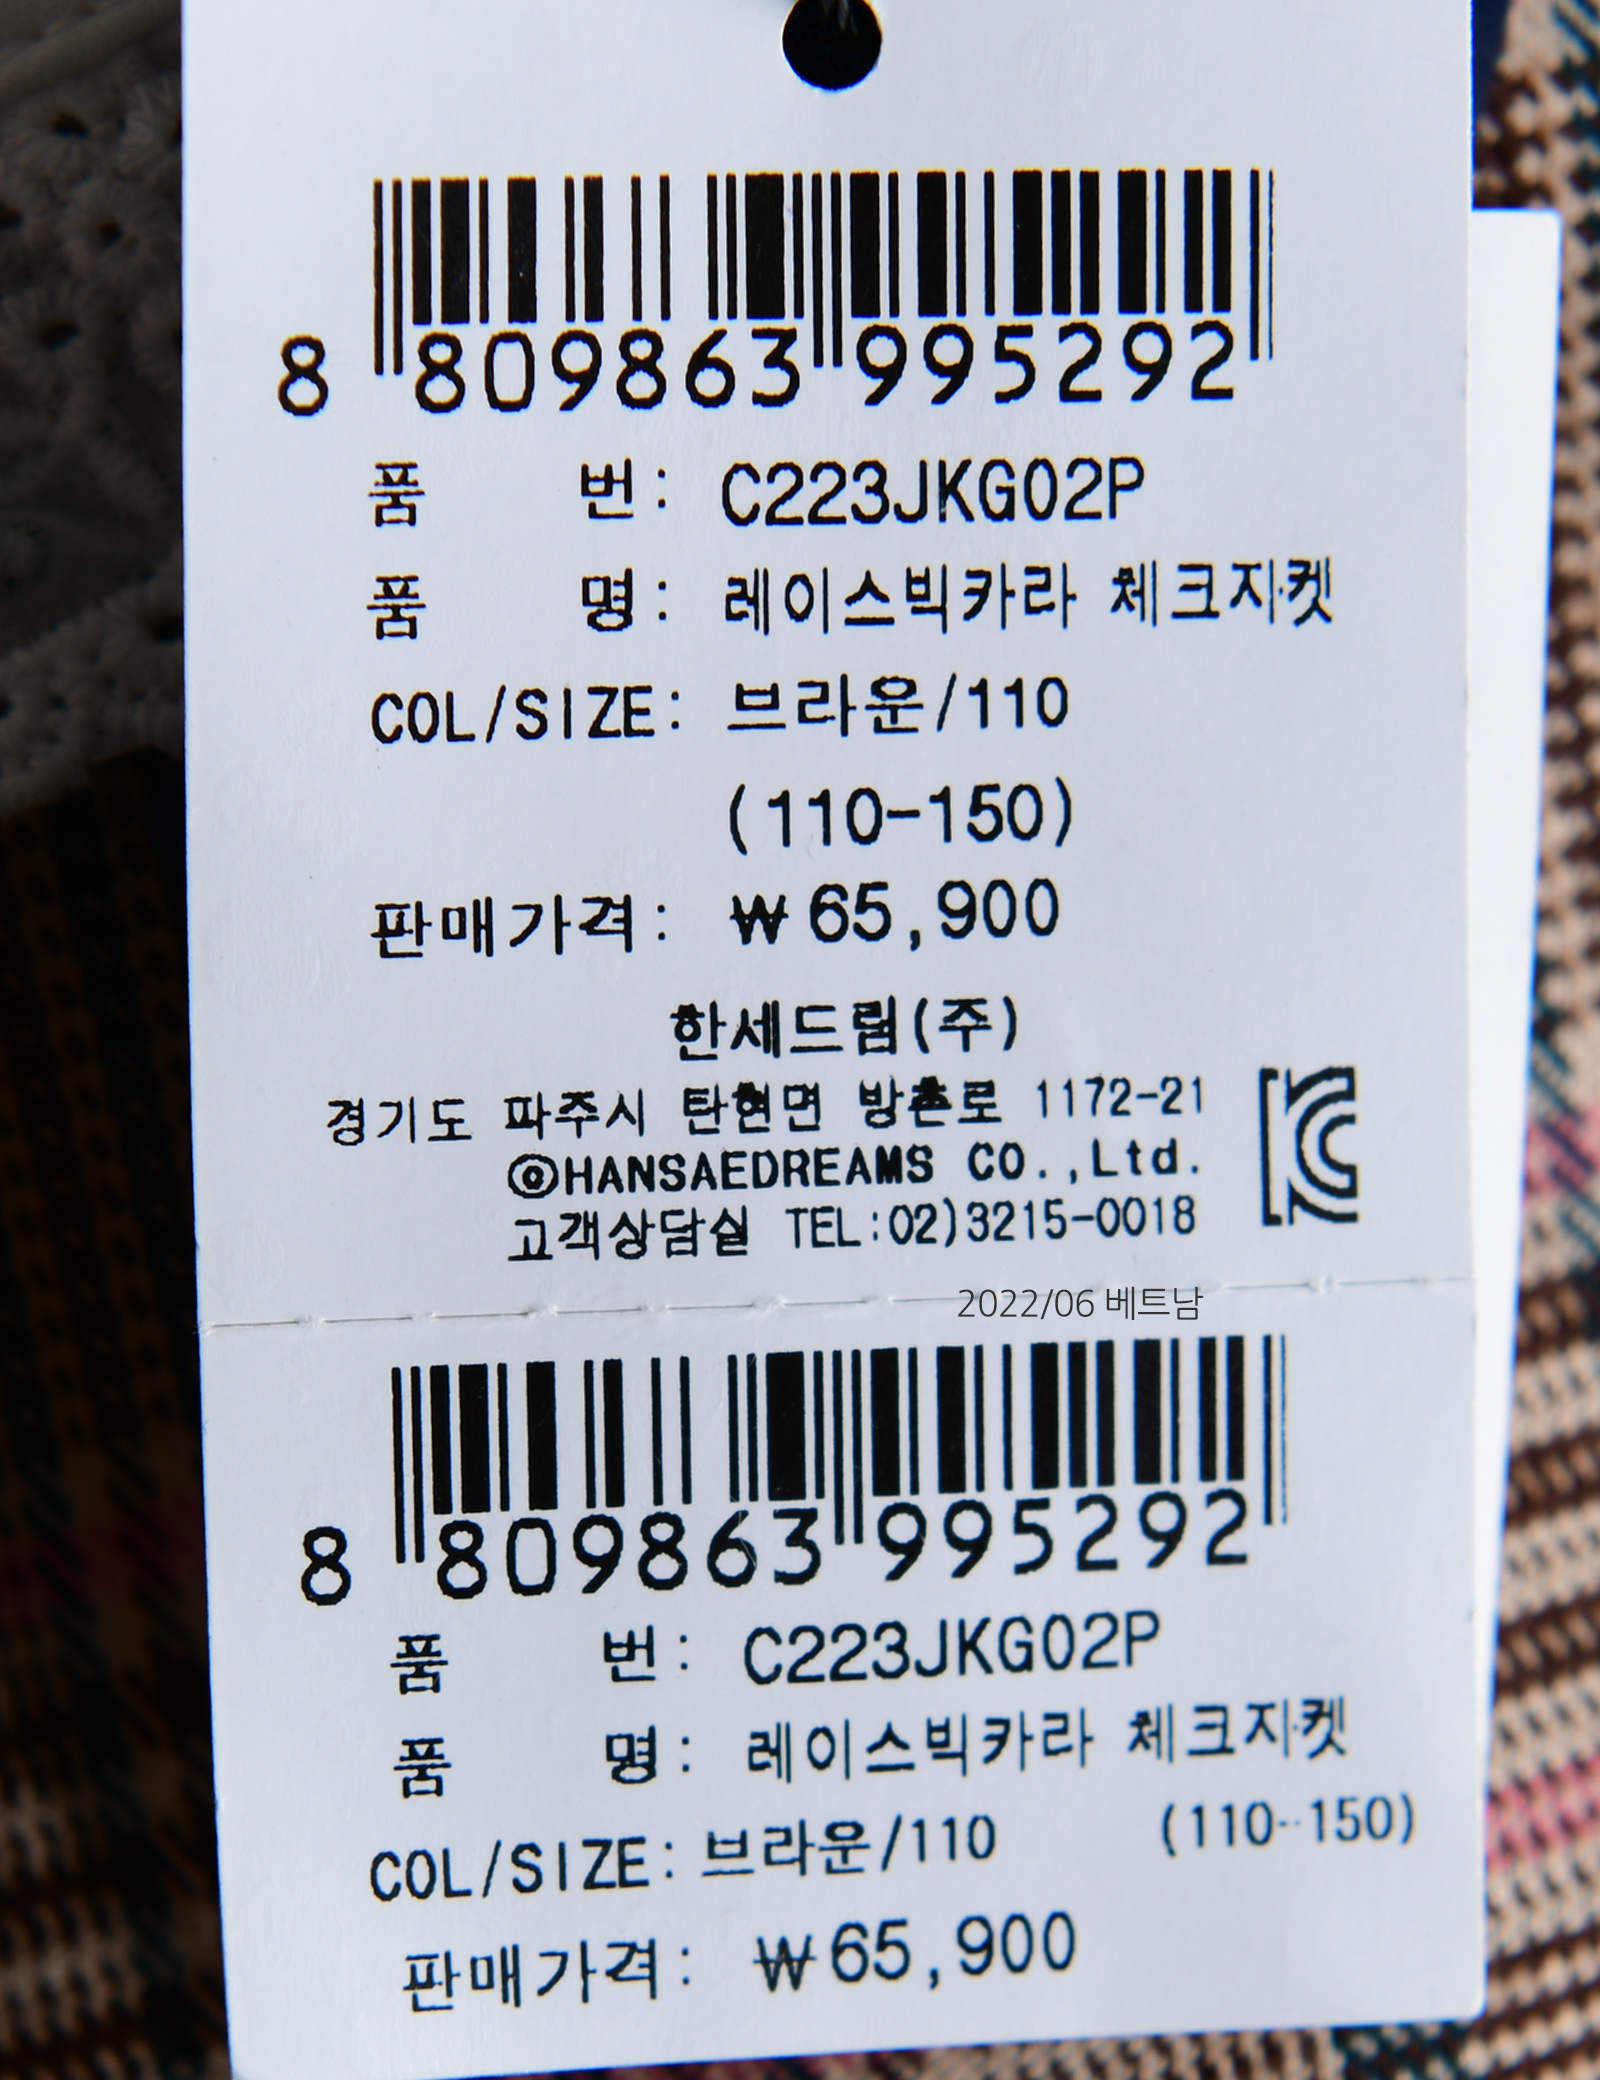 8 809863 995292
품 번: C223JKG02P
품 명: 레이스빅카라 체크지켓
COL/SIZE: 브라운/110
(110-150)
판매가격: ₩65,900
한세드림(주)
경기도 파주시 탄현면 방촌로 1172-21
ⓞHANSAEDREAMS CO.,Ltd.
고객상담실 TEL:02)3215-0018
2022/06 베트남
8 809863 995292
품 번: C223JKG02P
품 명: 레이스빅카라 체크지켓
COL/SIZE: 브라운/110 (110-150)
판매가격: ₩65,900